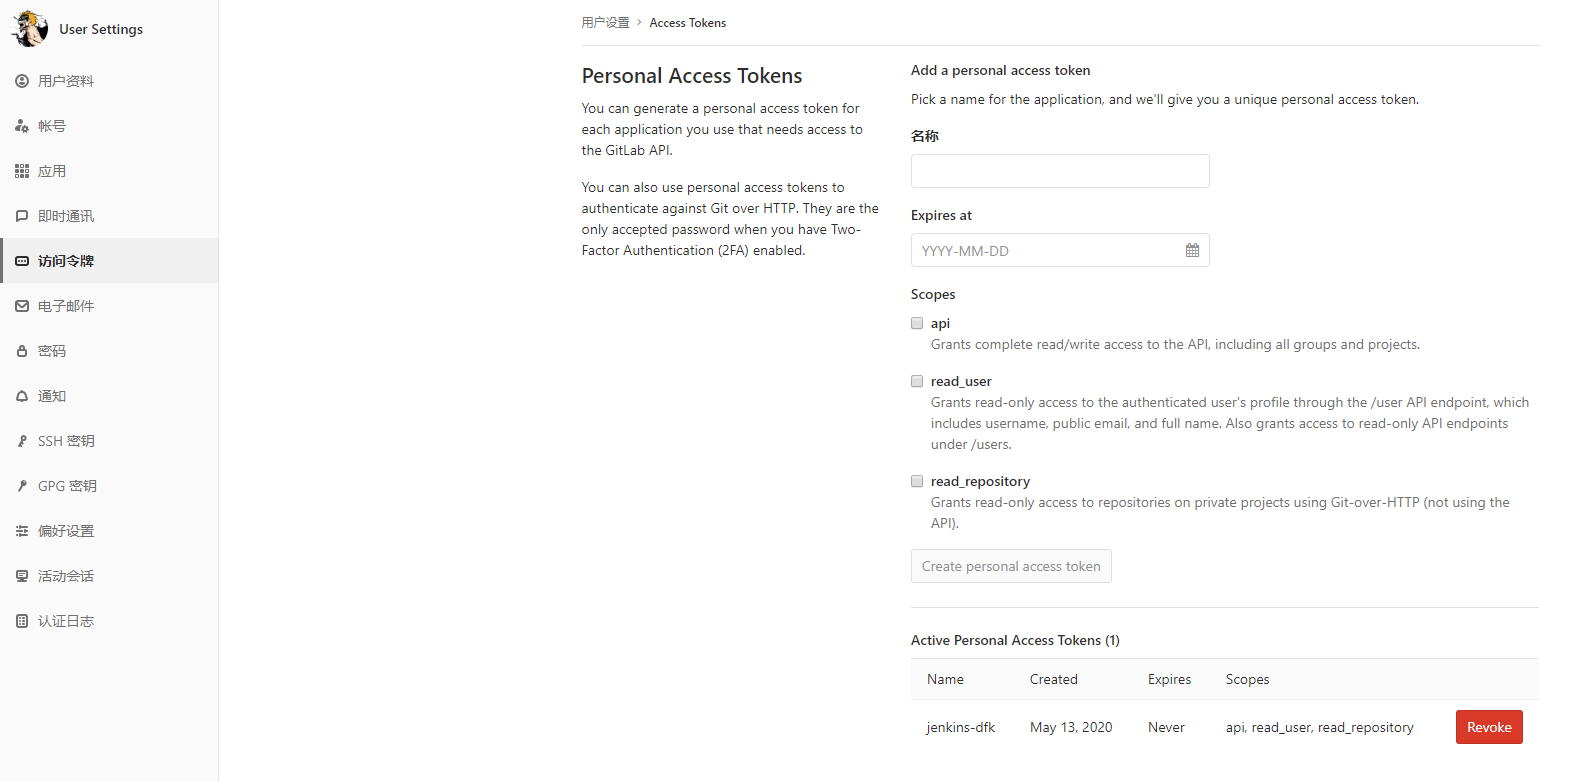 User Settings
用户资料
帐号
应用
即时通讯
访问令牌
电子邮件
密码
通知
SSH 密钥
GPG 密钥
偏好设置
活动会话
认证日志
用户设置 › Access Tokens
Personal Access Tokens
You can generate a personal access token for
each application you use that needs access to
the GitLab API.
You can also use personal access tokens to
authenticate against Git over HTTP. They are the
only accepted password when you have Two-
Factor Authentication (2FA) enabled.
Add a personal access token
Pick a name for the application, and we'll give you a unique personal access token.
名称
Expires at
YYYY-MM-DD
Scopes
api
Grants complete read/write access to the API, including all groups and projects.
read_user
Grants read-only access to the authenticated user's profile through the /user API endpoint, which
includes username, public email, and full name. Also grants access to read-only API endpoints
under /users.
read_repository
Grants read-only access to repositories on private projects using Git-over-HTTP (not using the
API).
Create personal access token
Active Personal Access Tokens (1)
Name Created Expires Scopes
jenkins-dfk May 13, 2020 Never api, read_user, read_repository Revoke